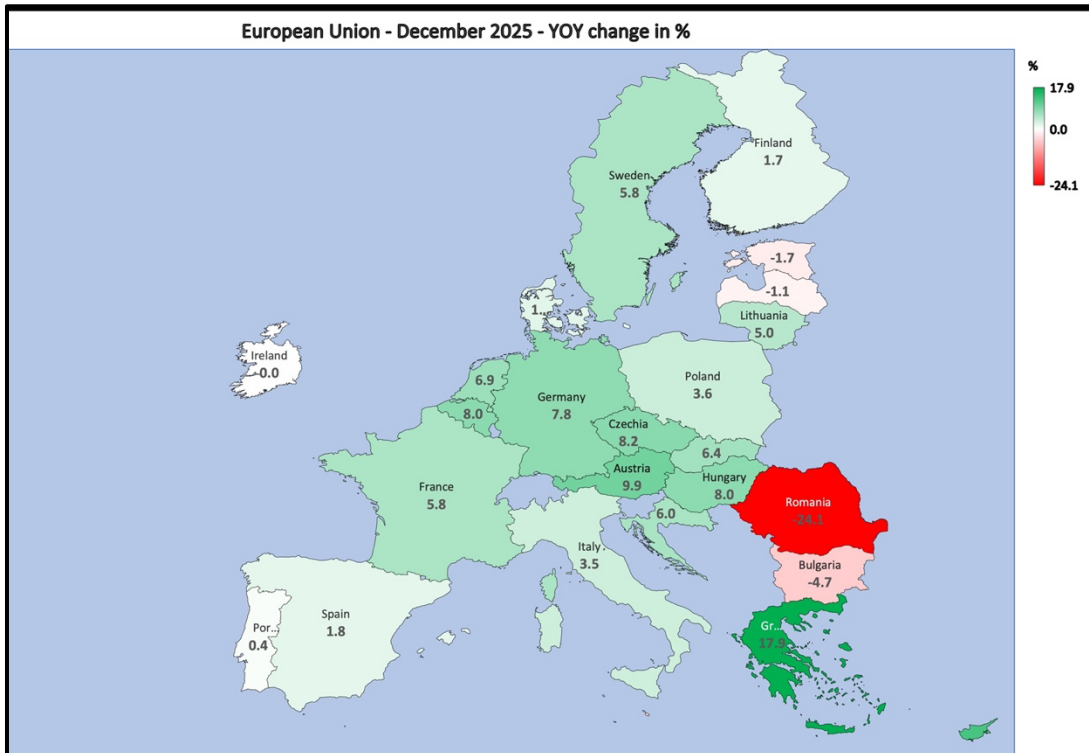 European Union - December 2025 - YOY change in %
%
17.9
0.0
-24.1
Finland
1.7
Sweden
5.8
-1.7
-1.1
Lithuania
5.0
1...
Ireland
-0.0
6.9
Germany
7.8
Poland
3.6
8.0
Czechia
8.2
6.4
Austria
9.9
Hungary
8.0
France
5.8
6.0
Romania
-24.1
Italy
3.5
Bulgaria
-4.7
Spain
1.8
Por...
0.4
Gr...
17.9